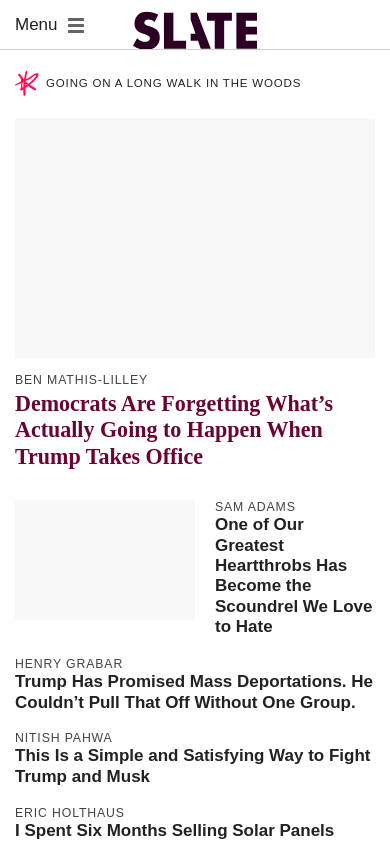 Menu
SLATE
GOING ON A LONG WALK IN THE WOODS
BEN MATHIS-LILLEY
Democrats Are Forgetting What’s
Actually Going to Happen When
Trump Takes Office
SAM ADAMS
One of Our
Greatest
Heartthrobs Has
Become the
Scoundrel We Love
to Hate
HENRY GRABAR
Trump Has Promised Mass Deportations. He
Couldn’t Pull That Off Without One Group.
NITISH PAHWA
This Is a Simple and Satisfying Way to Fight
Trump and Musk
ERIC HOLTHAUS
I Spent Six Months Selling Solar Panels